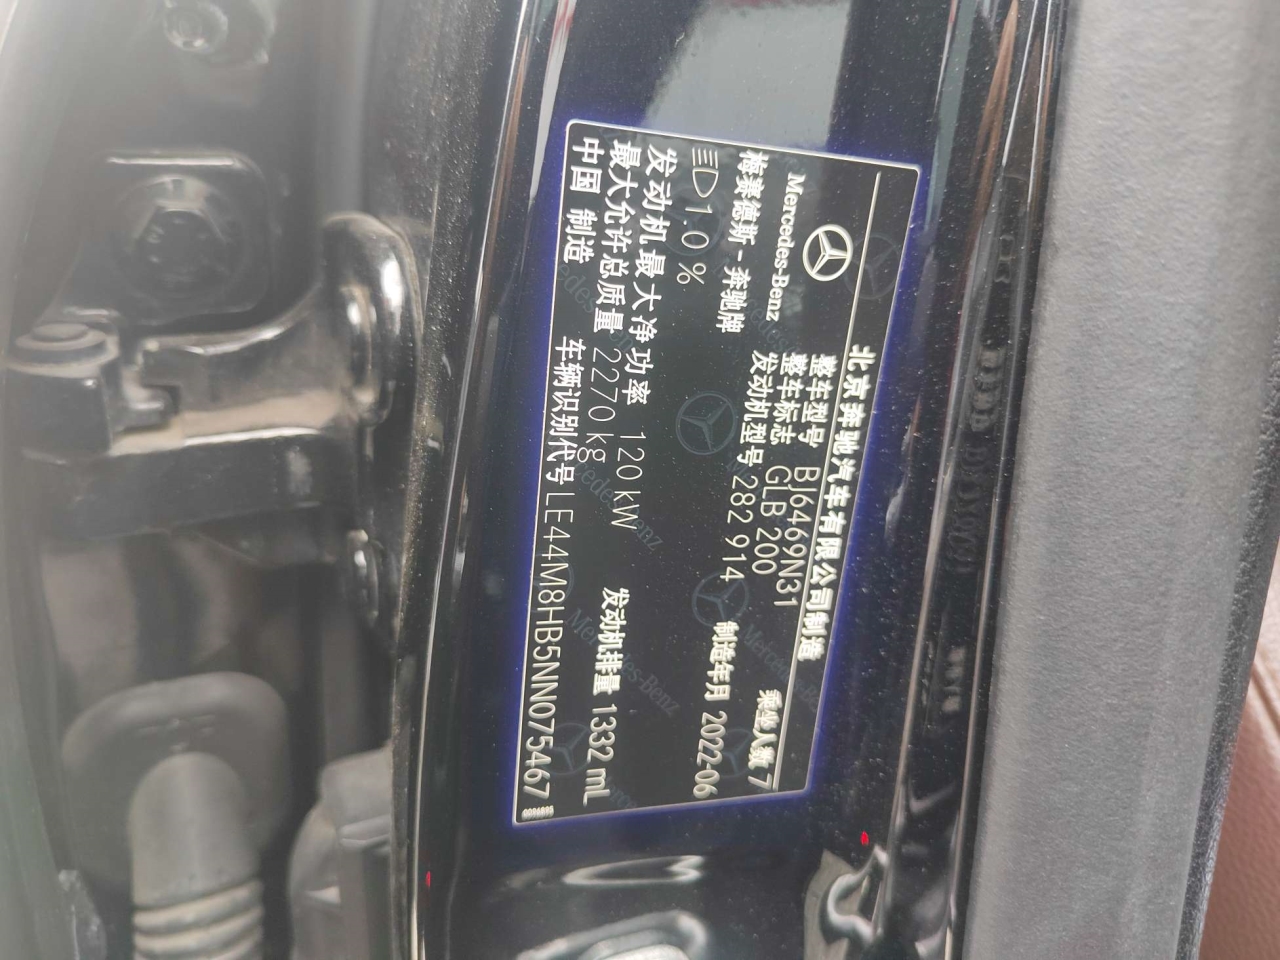 北京奔驰汽车有限公司制造
Mercedes-Benz
整车型号 BJ6469N31
乘坐人数 7
整车标志 GLB 200
梅赛德斯-奔驰牌
发动机型号 282 914
制造年月 2022-06
1.0 %
发动机最大净功率 120 kW
发动机排量 1332 mL
最大允许总质量 2270 kg
中国 制造
车辆识别代号 LE44M8HB5NN075467